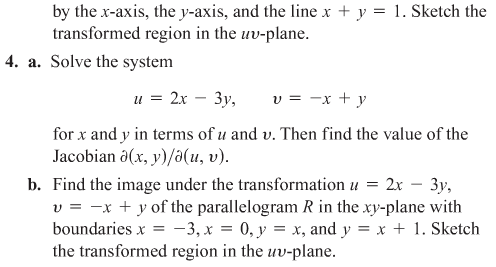 by the x-axis, the y-axis, and the line x + y = 1. Sketch the
transformed region in the uv-plane.
4. a. Solve the system
u = 2x − 3y, v = −x + y
for x and y in terms of u and v. Then find the value of the
Jacobian ∂(x, y)/∂(u, v).
b. Find the image under the transformation u = 2x − 3y,
v = −x + y of the parallelogram R in the xy-plane with
boundaries x = −3, x = 0, y = x, and y = x + 1. Sketch
the transformed region in the uv-plane.